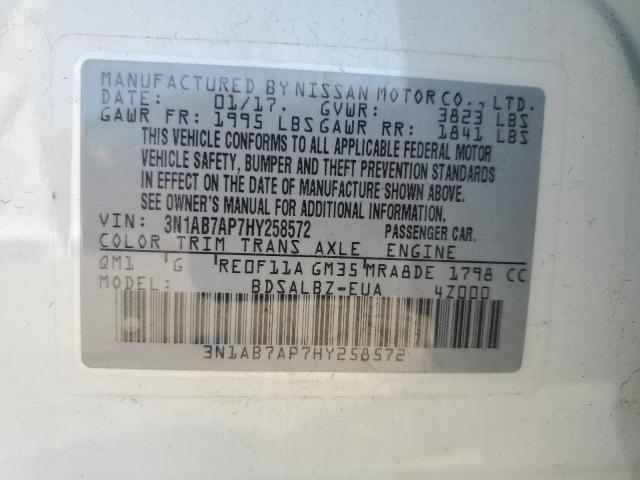 MANUFACTURED BY NISSAN MOTOR CO., LTD.
DATE: 01/17. GVWR: 3823 LBS
GAWR FR: 1995 LBS GAWR RR: 1841 LBS
THIS VEHICLE CONFORMS TO ALL APPLICABLE FEDERAL MOTOR
VEHICLE SAFETY, BUMPER AND THEFT PREVENTION STANDARDS
IN EFFECT ON THE DATE OF MANUFACTURE SHOWN ABOVE.
SEE OWNER'S MANUAL FOR ADDITIONAL INFORMATION.
VIN: 3N1AB7AP7HY258572 PASSENGER CAR.
COLOR TRIM TRANS AXLE ENGINE
QM1 G RE0F11A GM35 MRA8DE 1798 CC
MODEL: BDSALBZ-EUA 4Z000
3N1AB7AP7HY258572